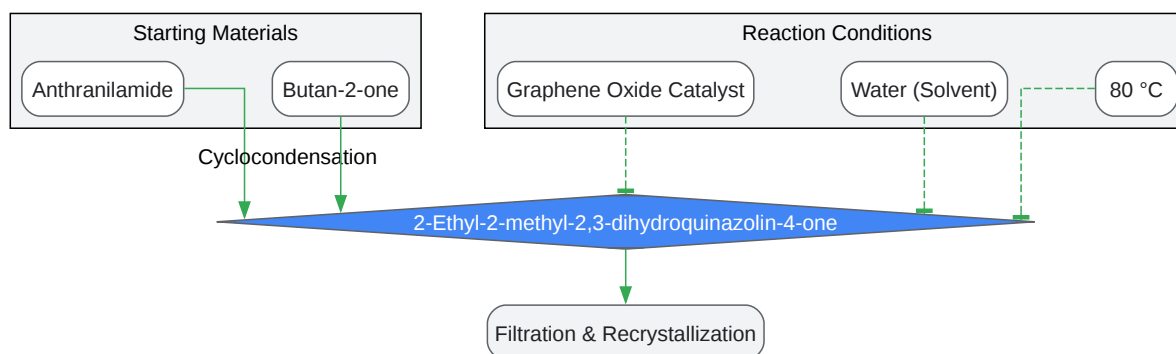 Starting Materials
Reaction Conditions
Anthranilamide
Butan-2-one
Graphene Oxide Catalyst
Water (Solvent)
80 °C
Cyclocondensation
2-Ethyl-2-methyl-2,3-dihydroquinazolin-4-one
Filtration & Recrystallization